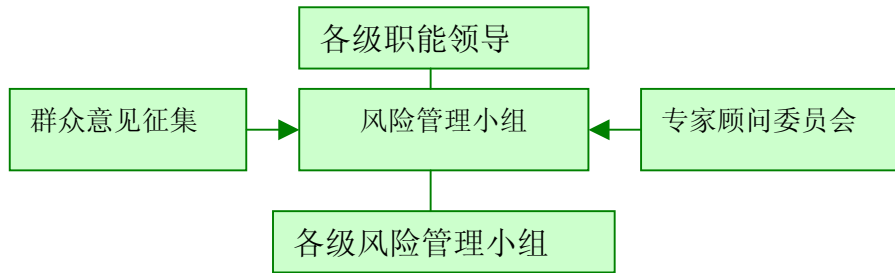 各级职能领导
群众意见征集
风险管理小组
专家顾问委员会
各级风险管理小组